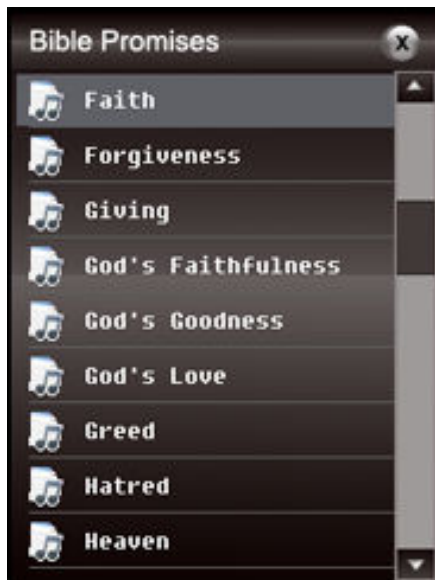 Bible Promises
X
Faith
Forgiveness
Giving
God's Faithfulness
God's Goodness
God's Love
Greed
Hatred
Heaven